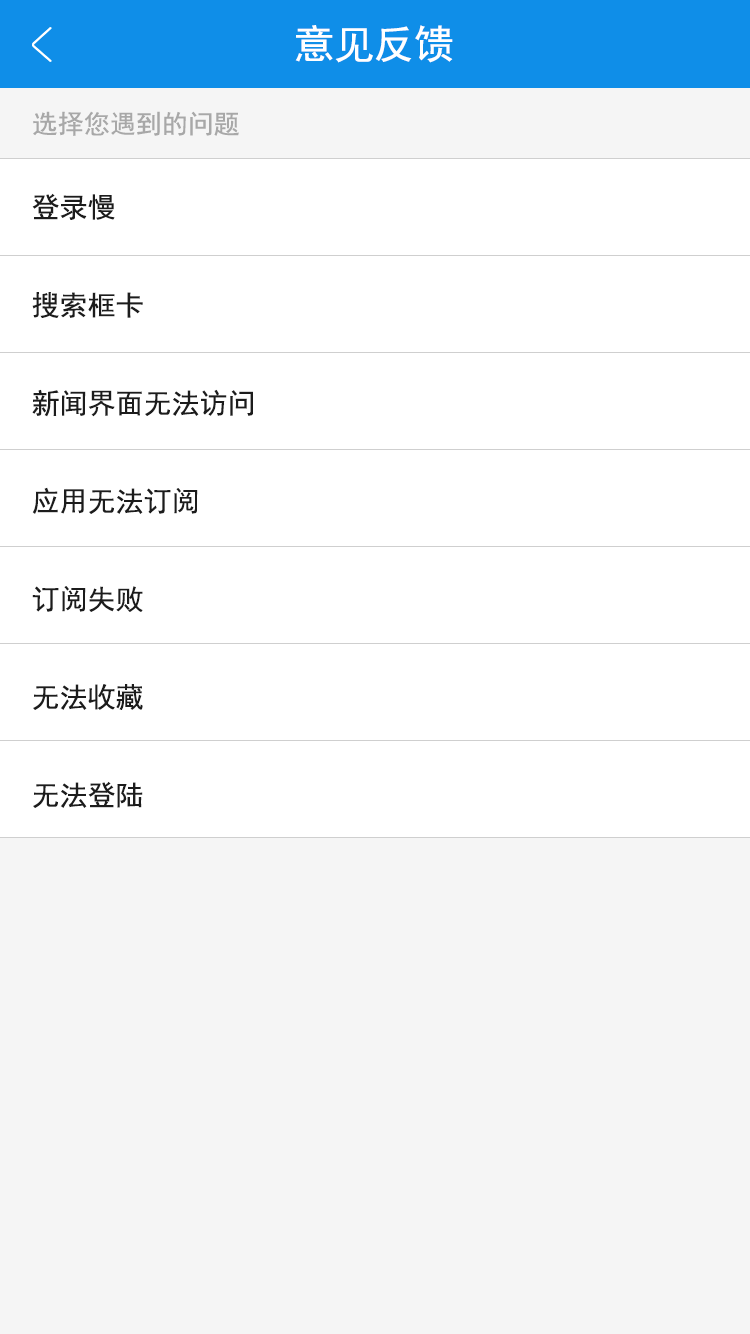 意见反馈
选择您遇到的问题
登录慢
搜索框卡
新闻界面无法访问
应用无法订阅
订阅失败
无法收藏
无法登陆